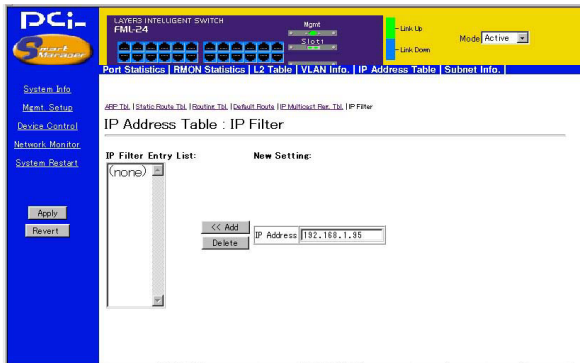 PCi-
Smart Manager
LAYER3 INTELLIGENT SWITCH
FML-24
Mgmt
Slot1
Link Up
Link Down
Mode Active
Port Statistics | RMON Statistics | L2 Table | VLAN Info. | IP Address Table | Subnet Info. |
System Info
Mgmt. Setup
Device Control
Network Monitor
System Restart
Apply
Revert
ARP Tbl. | Static Route Tbl. | Routing Tbl. | Default Route | IP Multicast Reg. Tbl. | IP Filter
IP Address Table : IP Filter
IP Filter Entry List:
New Setting:
(none)
<< Add
Delete
IP Address 192.168.1.95